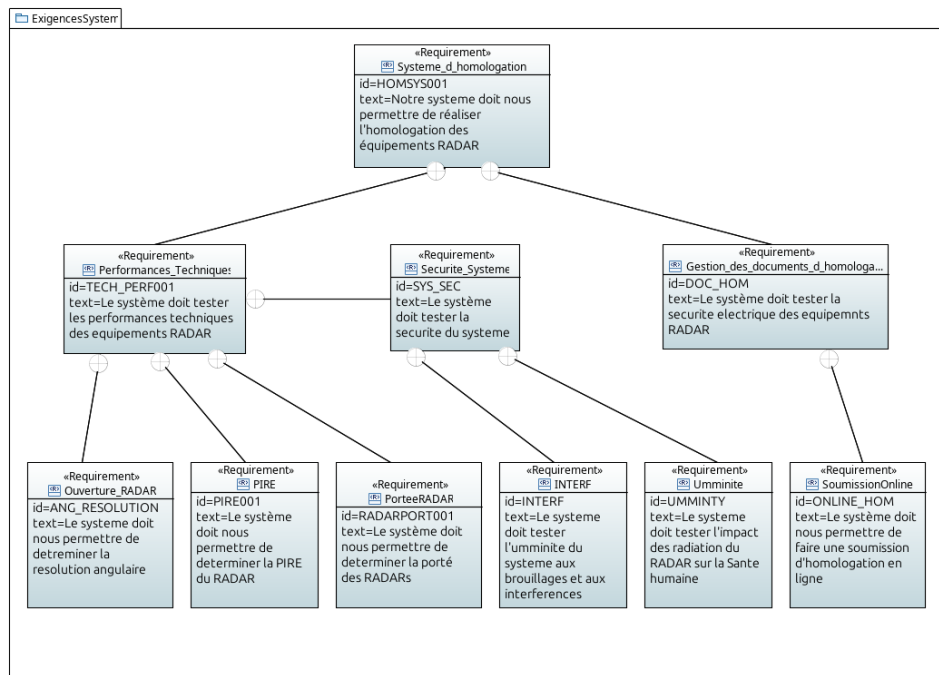 ExigencesSystem
«Requirement»
Systeme_d_homologation
id=HOMSYS001
text=Notre systeme doit nous
permettre de réaliser
l'homologation des
équipements RADAR
«Requirement»
Performances_Techniques
id=TECH_PERF001
text=Le système doit tester
les performances techniques
des equipements RADAR
«Requirement»
Securite_Systeme
id=SYS_SEC
text=Le système
doit tester la
securite du systeme
«Requirement»
Gestion_des_documents_d_homologa...
id=DOC_HOM
text=Le système doit tester la
securite electrique des equipemnts
RADAR
«Requirement»
Ouverture_RADAR
id=ANG_RESOLUTION
text=Le systeme doit
nous permettre de
detreminer la
resolution angulaire
«Requirement»
PIRE
id=PIRE001
text=Le système
doit nous
permettre de
determiner la PIRE
du RADAR
«Requirement»
PorteeRADAR
id=RADARPORT001
text=Le système doit
nous permettre de
determiner la porté
des RADARs
«Requirement»
INTERF
id=INTERF
text=Le systeme
doit tester
l'umminite du
systeme aux
brouillages et aux
interferences
«Requirement»
Umminite
id=UMMINTY
text=Le systeme
doit tester l'impact
des radiation du
RADAR sur la Sante
humaine
«Requirement»
SoumissionOnline
id=ONLINE_HOM
text=Le système doit
nous permettre de
faire une soumission
d'homologation en
ligne